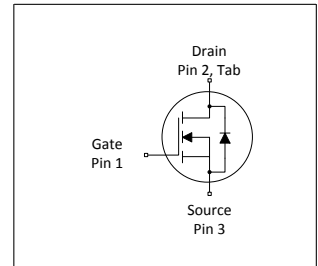 Drain
Pin 2, Tab
Gate
Pin 1
Source
Pin 3